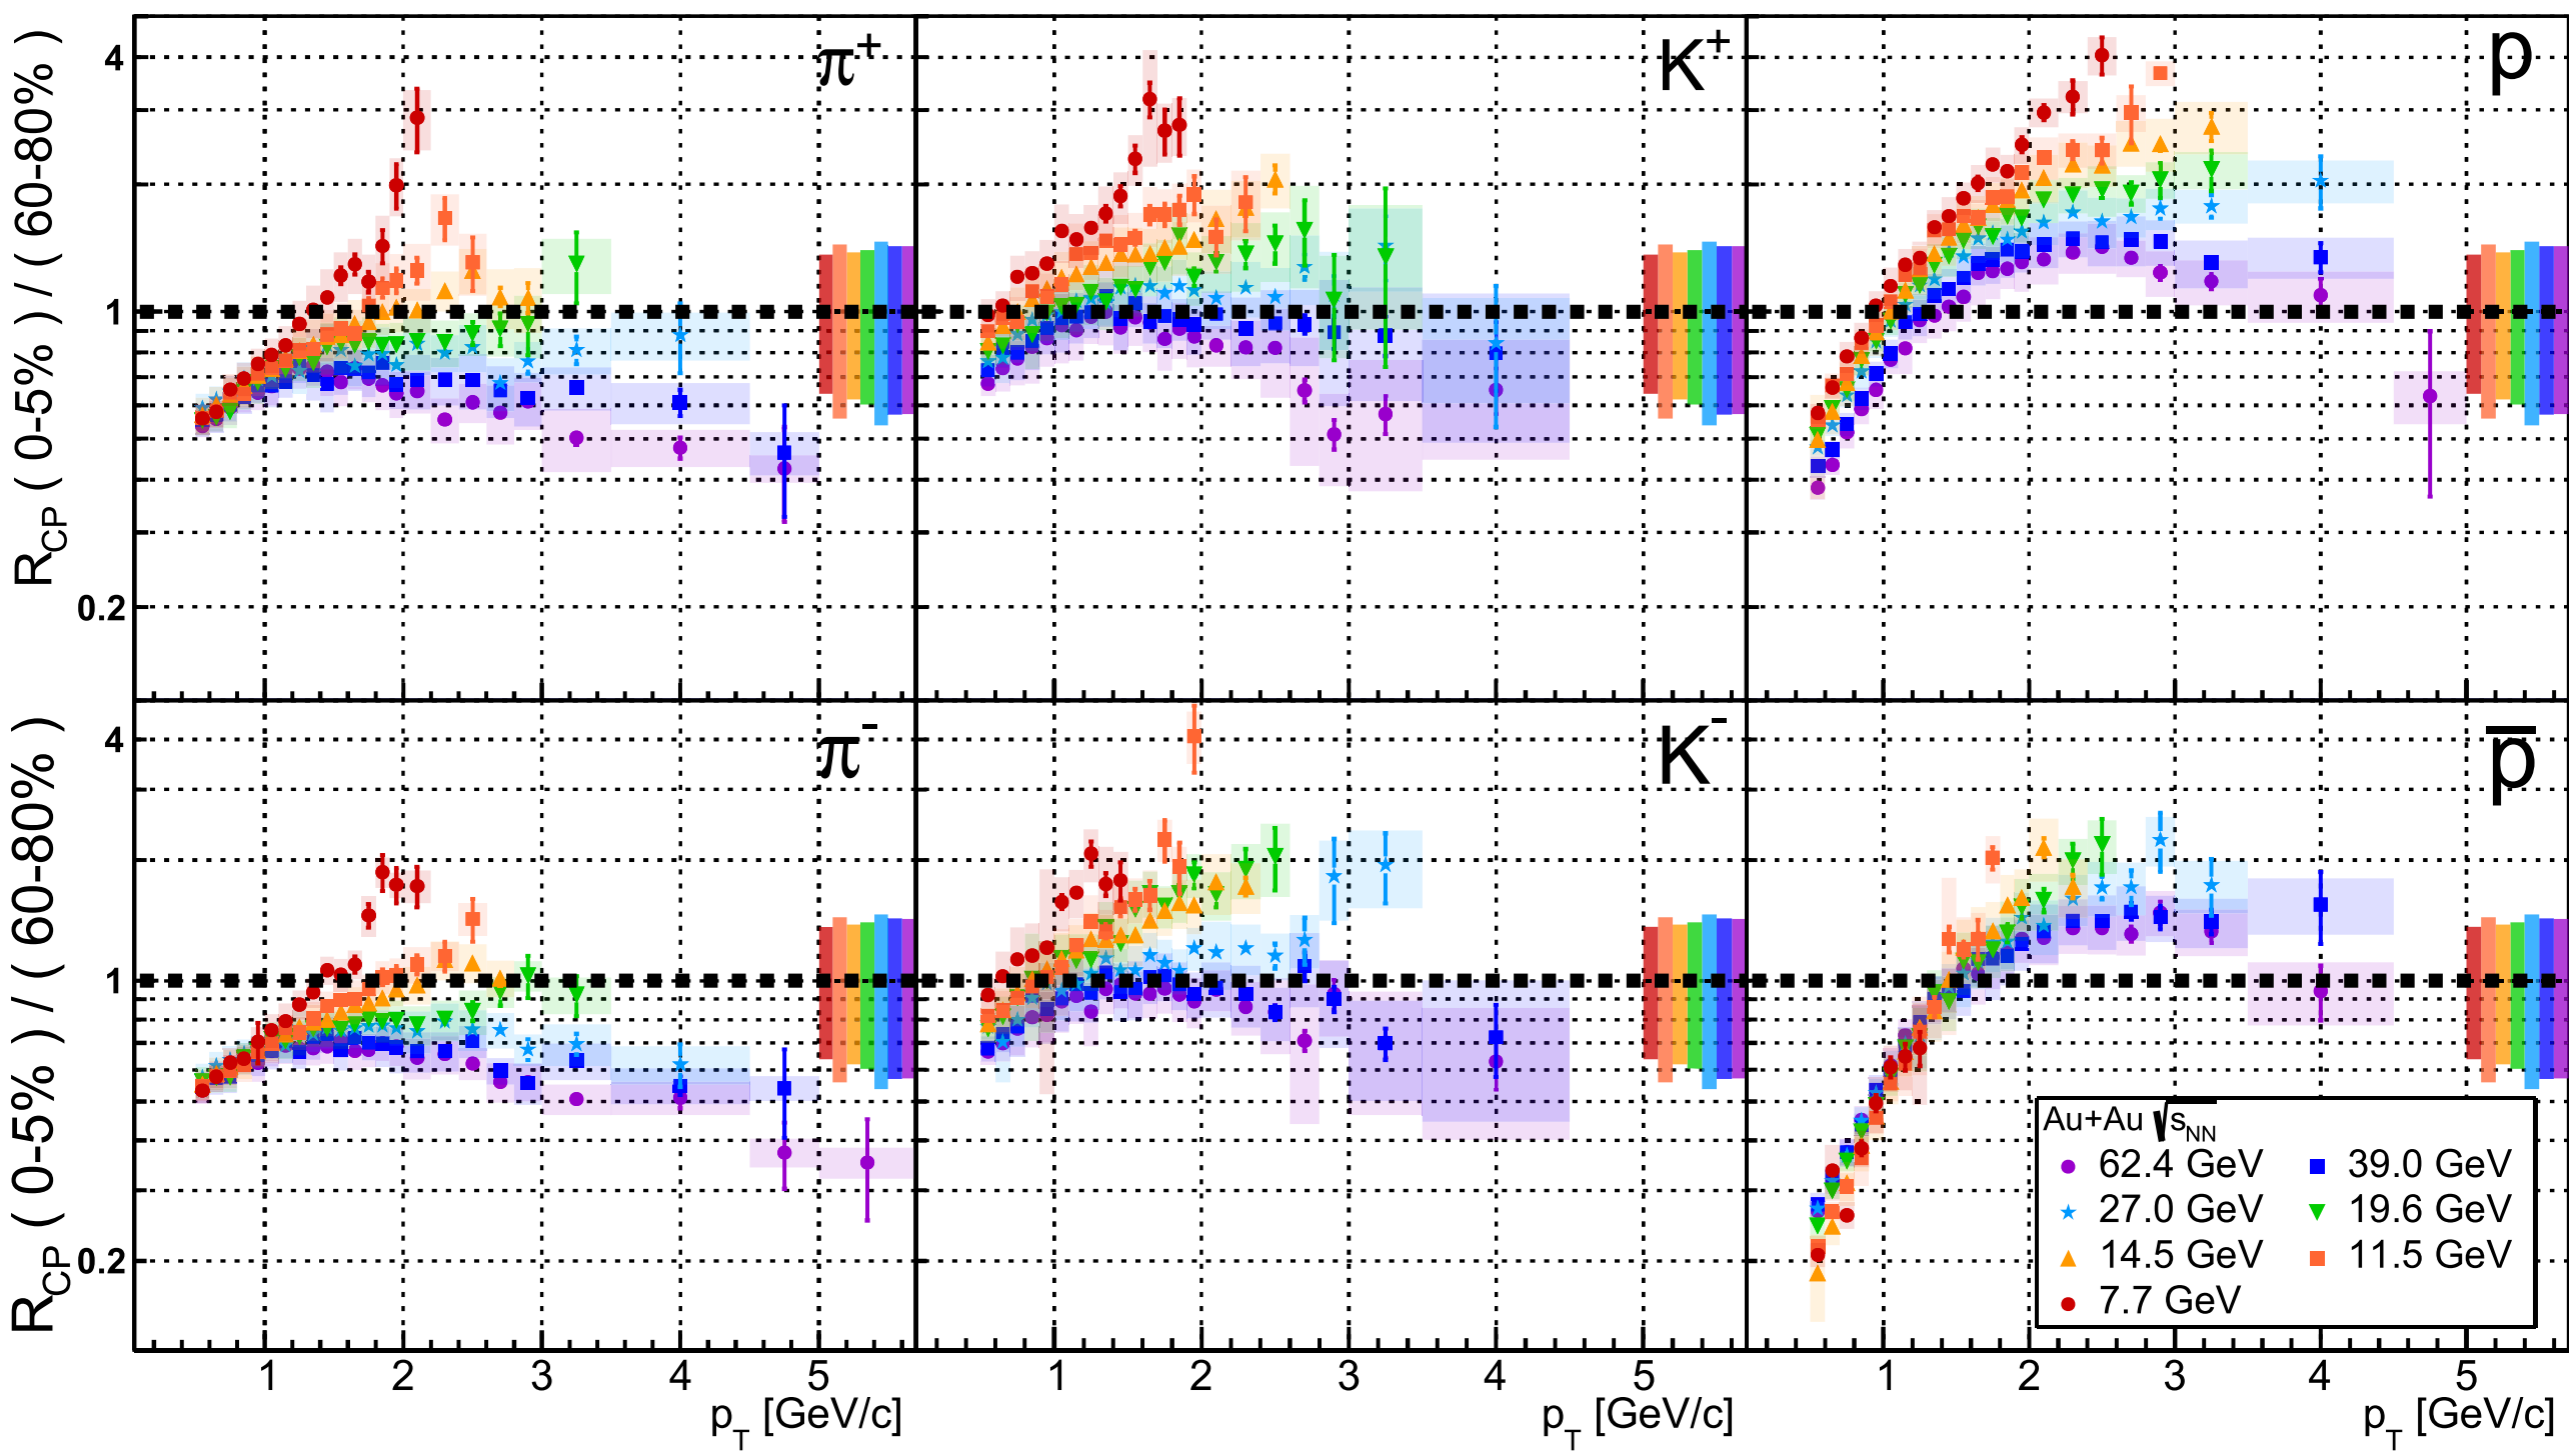 R_CP ( 0-5% ) / ( 60-80% )
4
1
0.2
π⁺
K⁺
p
R_CP ( 0-5% ) / ( 60-80% )
4
1
0.2
π⁻
K⁻
p̅
Au+Au √s_NN
62.4 GeV
39.0 GeV
27.0 GeV
19.6 GeV
14.5 GeV
11.5 GeV
7.7 GeV
1 2 3 4 5
1 2 3 4 5
1 2 3 4 5
p_T [GeV/c]
p_T [GeV/c]
p_T [GeV/c]